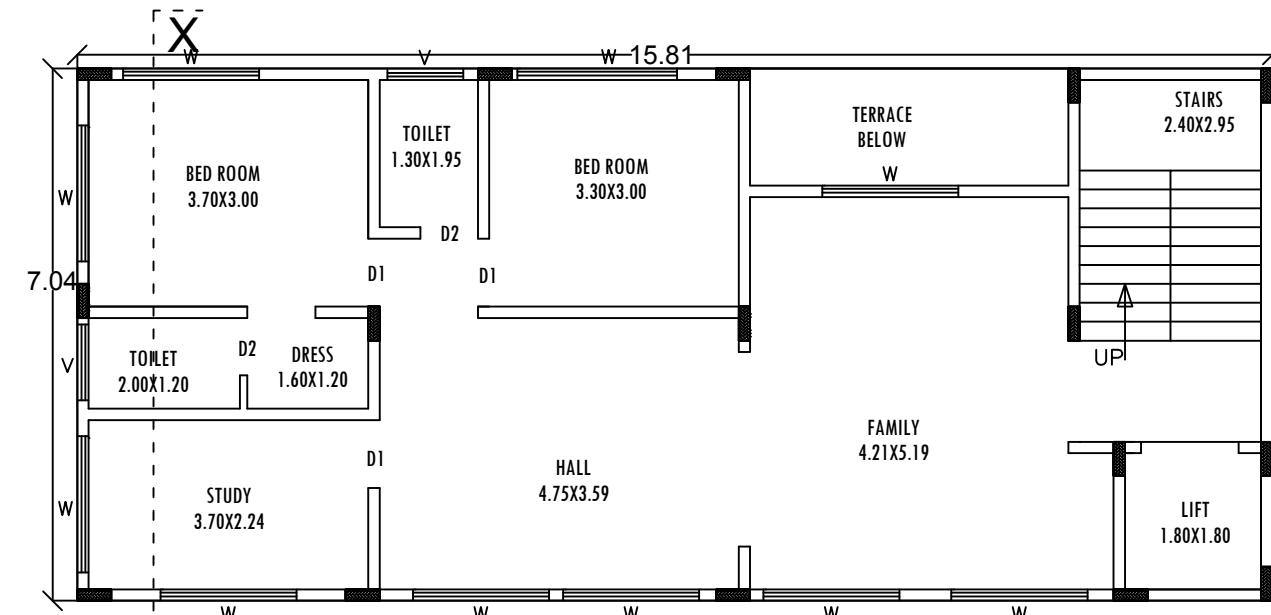 X
W
V
W
15.81
STAIRS
2.40X2.95
TERRACE
BELOW
TOILET
1.30X1.95
BED ROOM
3.70X3.00
BED ROOM
3.30X3.00
W
W
D2
D1
D1
7.04
TOILET
2.00X1.20
D2
DRESS
1.60X1.20
V
UP
FAMILY
4.21X5.19
D1
HALL
4.75X3.59
STUDY
3.70X2.24
W
LIFT
1.80X1.80
W
W
W
W
W